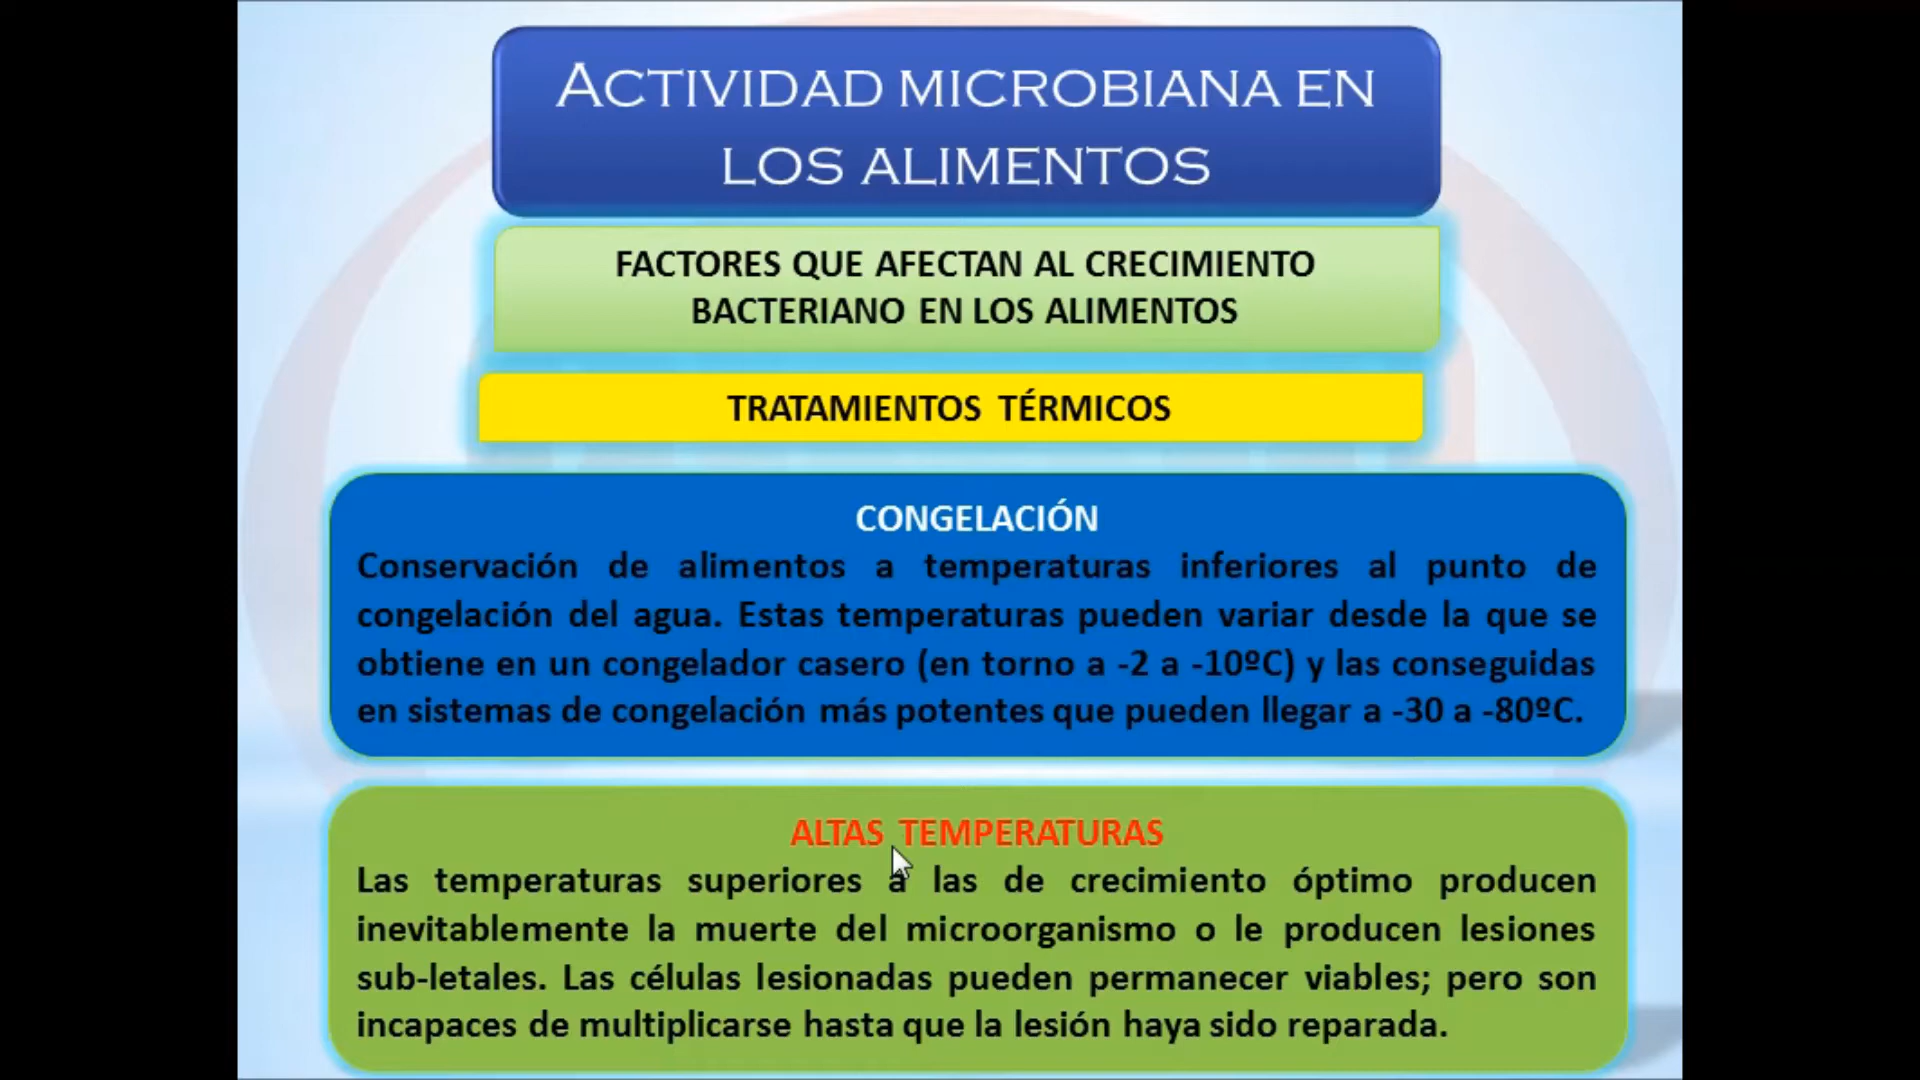 ACTIVIDAD MICROBIANA EN
LOS ALIMENTOS
FACTORES QUE AFECTAN AL CRECIMIENTO
BACTERIANO EN LOS ALIMENTOS
TRATAMIENTOS TÉRMICOS
CONGELACIÓN
Conservación de alimentos a temperaturas inferiores al punto de
congelación del agua. Estas temperaturas pueden variar desde la que se
obtiene en un congelador casero (en torno a -2 a -10ºC) y las conseguidas
en sistemas de congelación más potentes que pueden llegar a -30 a -80ºC.
ALTAS TEMPERATURAS
Las temperaturas superiores a las de crecimiento óptimo producen
inevitablemente la muerte del microorganismo o le producen lesiones
sub-letales. Las células lesionadas pueden permanecer viables; pero son
incapaces de multiplicarse hasta que la lesión haya sido reparada.